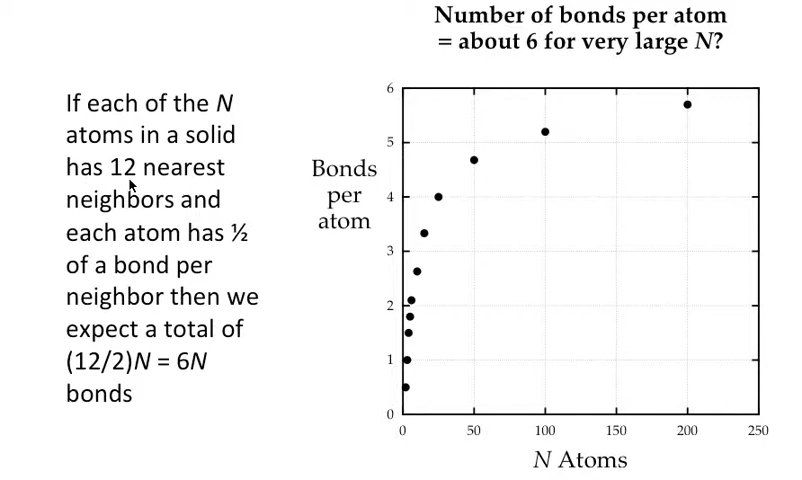 Number of bonds per atom
= about 6 for very large N?
If each of the N
atoms in a solid
has 12 nearest
neighbors and
each atom has ½
of a bond per
neighbor then we
expect a total of
(12/2)N = 6N
bonds
Bonds
per
atom
6
5
4
3
2
1
0
0 50 100 150 200 250
N Atoms